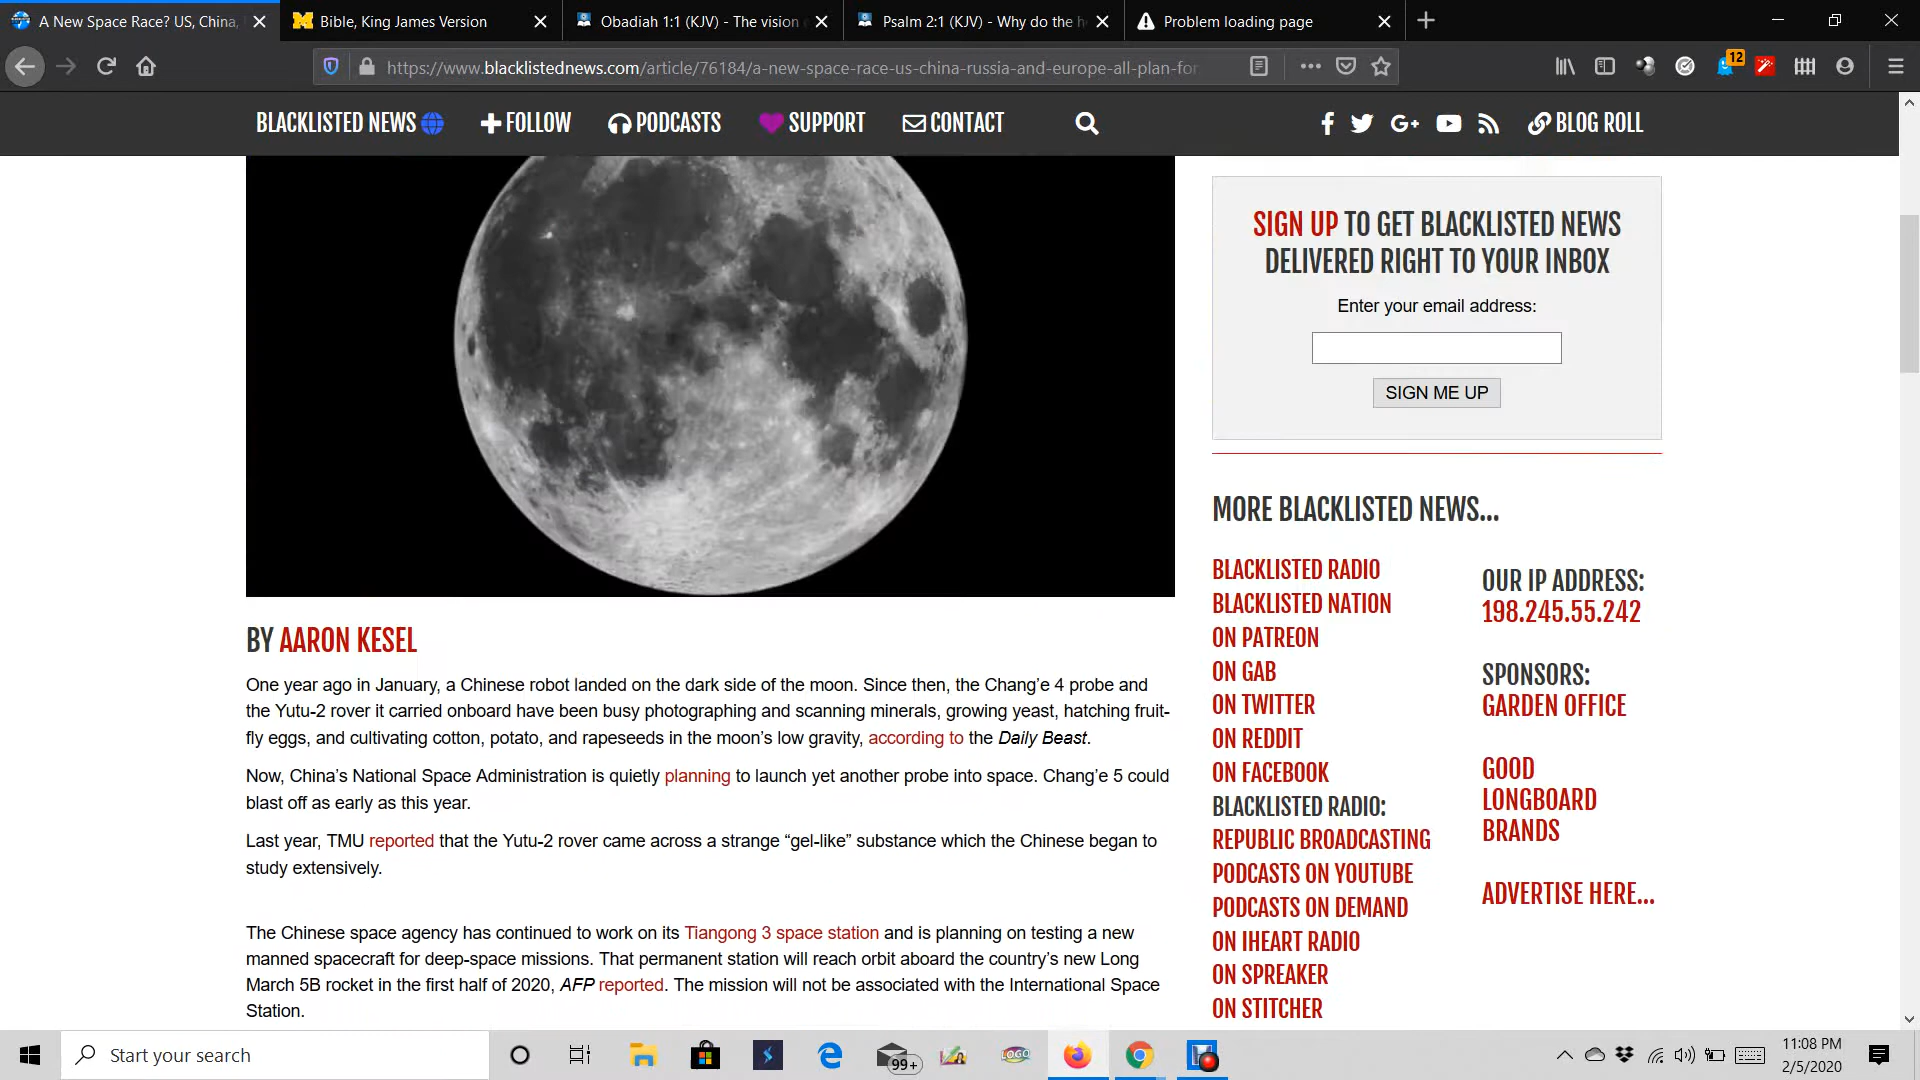 A New Space Race? US, China,
Bible, King James Version
Obadiah 1:1 (KJV) - The vision
Psalm 2:1 (KJV) - Why do the h
Problem loading page
https://www.blacklistednews.com/article/76184/a-new-space-race-us-china-russia-and-europe-all-plan-for
12
BLACKLISTED NEWS
FOLLOW
PODCASTS
SUPPORT
CONTACT
BLOG ROLL
SIGN UP TO GET BLACKLISTED NEWS
DELIVERED RIGHT TO YOUR INBOX
Enter your email address:
SIGN ME UP
BY AARON KESEL
One year ago in January, a Chinese robot landed on the dark side of the moon. Since then, the Chang’e 4 probe and
the Yutu-2 rover it carried onboard have been busy photographing and scanning minerals, growing yeast, hatching fruit-
fly eggs, and cultivating cotton, potato, and rapeseeds in the moon’s low gravity, according to the Daily Beast.
Now, China’s National Space Administration is quietly planning to launch yet another probe into space. Chang’e 5 could
blast off as early as this year.
Last year, TMU reported that the Yutu-2 rover came across a strange “gel-like” substance which the Chinese began to
study extensively.
The Chinese space agency has continued to work on its Tiangong 3 space station and is planning on testing a new
manned spacecraft for deep-space missions. That permanent station will reach orbit aboard the country’s new Long
March 5B rocket in the first half of 2020, AFP reported. The mission will not be associated with the International Space
Station.
MORE BLACKLISTED NEWS...
BLACKLISTED RADIO
BLACKLISTED NATION
ON PATREON
ON GAB
ON TWITTER
ON REDDIT
ON FACEBOOK
BLACKLISTED RADIO:
REPUBLIC BROADCASTING
PODCASTS ON YOUTUBE
PODCASTS ON DEMAND
ON IHEART RADIO
ON SPREAKER
ON STITCHER
OUR IP ADDRESS:
198.245.55.242
SPONSORS:
GARDEN OFFICE
GOOD
LONGBOARD
BRANDS
ADVERTISE HERE...
Start your search
99+
LOGO
11:08 PM
2/5/2020